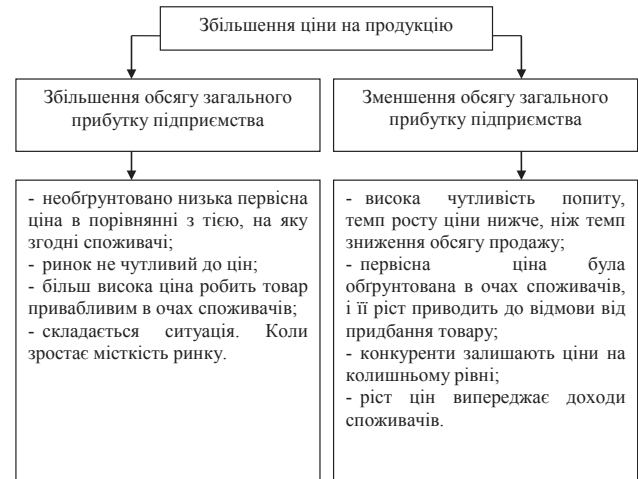 Збільшення ціни на продукцію
Збільшення обсягу загального
прибутку підприємства
Зменшення обсягу загального
прибутку підприємства
- необґрунтовано низька первісна
ціна в порівнянні з тією, на яку
згодні споживачі;
- ринок не чутливий до цін;
- більш висока ціна робить товар
привабливим в очах споживачів;
- складається ситуація. Коли
зростає місткість ринку.
- висока чутливість попиту,
темп росту ціни нижче, ніж темп
зниження обсягу продажу;
- первісна ціна була
обґрунтована в очах споживачів,
і її ріст приводить до відмови від
придбання товару;
- конкуренти залишають ціни на
колишньому рівні;
- ріст цін випереджає доходи
споживачів.